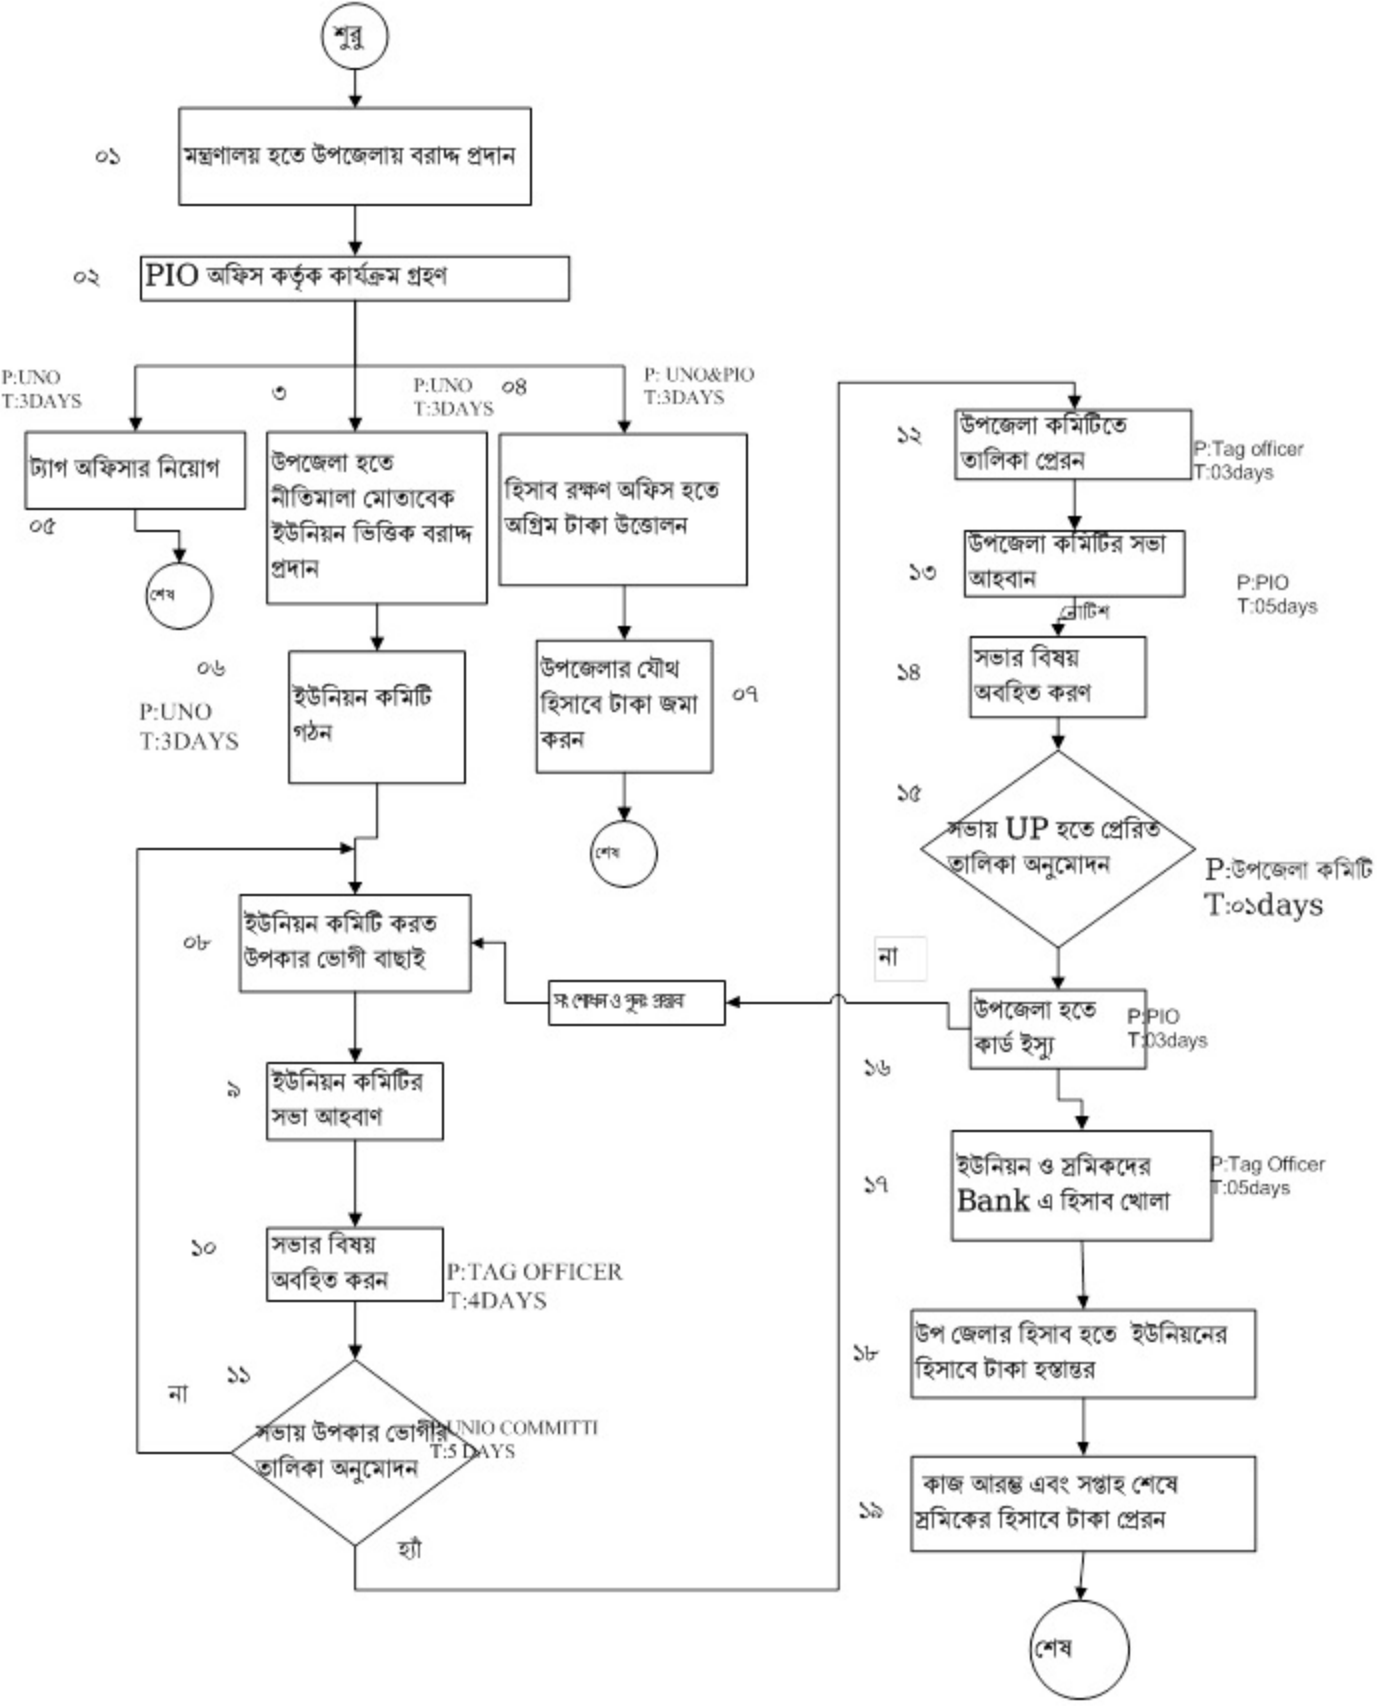 শুরু
০১
মন্ত্রণালয় হতে উপজেলায় বরাদ্দ প্রদান
০২
PIO অফিস কর্তৃক কার্যক্রম গ্রহণ
P:UNO
T:3DAYS
৩
P:UNO
T:3DAYS
০৪
P: UNO&PIO
T:3DAYS
ট্যাগ অফিসার নিয়োগ
০৫
শেষ
উপজেলা হতে
নীতিমালা মোতাবেক
ইউনিয়ন ভিত্তিক বরাদ্দ
প্রদান
হিসাব রক্ষণ অফিস হতে
অগ্রিম টাকা উত্তোলন
০৬
P:UNO
T:3DAYS
ইউনিয়ন কমিটি
গঠন
উপজেলার যৌথ
হিসাবে টাকা জমা
করন
০৭
শেষ
০৮
ইউনিয়ন কমিটি করত
উপকার ভোগী বাছাই
সংশোধন ও পুনঃ প্রস্তাব
৯
ইউনিয়ন কমিটির
সভা আহবাণ
১০
সভার বিষয়
অবহিত করন
P:TAG OFFICER
T:4DAYS
১১
না
সভায় উপকার ভোগীর
তালিকা অনুমোদন
P:UNIO COMMITTI
T:5 DAYS
হ্যাঁ
১২
উপজেলা কমিটিতে
তালিকা প্রেরন
P:Tag officer
T:03days
১৩
উপজেলা কমিটির সভা
আহবান
P:PIO
T:05days
নোটিশ
১৪
সভার বিষয়
অবহিত করণ
১৫
সভায় UP হতে প্রেরিত
তালিকা অনুমোদন
P:উপজেলা কমিটি
T:০১days
না
উপজেলা হতে
কার্ড ইস্যু
P:PIO
T:03days
১৬
১৭
ইউনিয়ন ও শ্রমিকদের
Bank এ হিসাব খোলা
P:Tag Officer
T:05days
১৮
উপ জেলার হিসাব হতে ইউনিয়নের
হিসাবে টাকা হস্তান্তর
১৯
কাজ আরম্ভ এবং সপ্তাহ শেষে
শ্রমিকের হিসাবে টাকা প্রেরন
শেষ